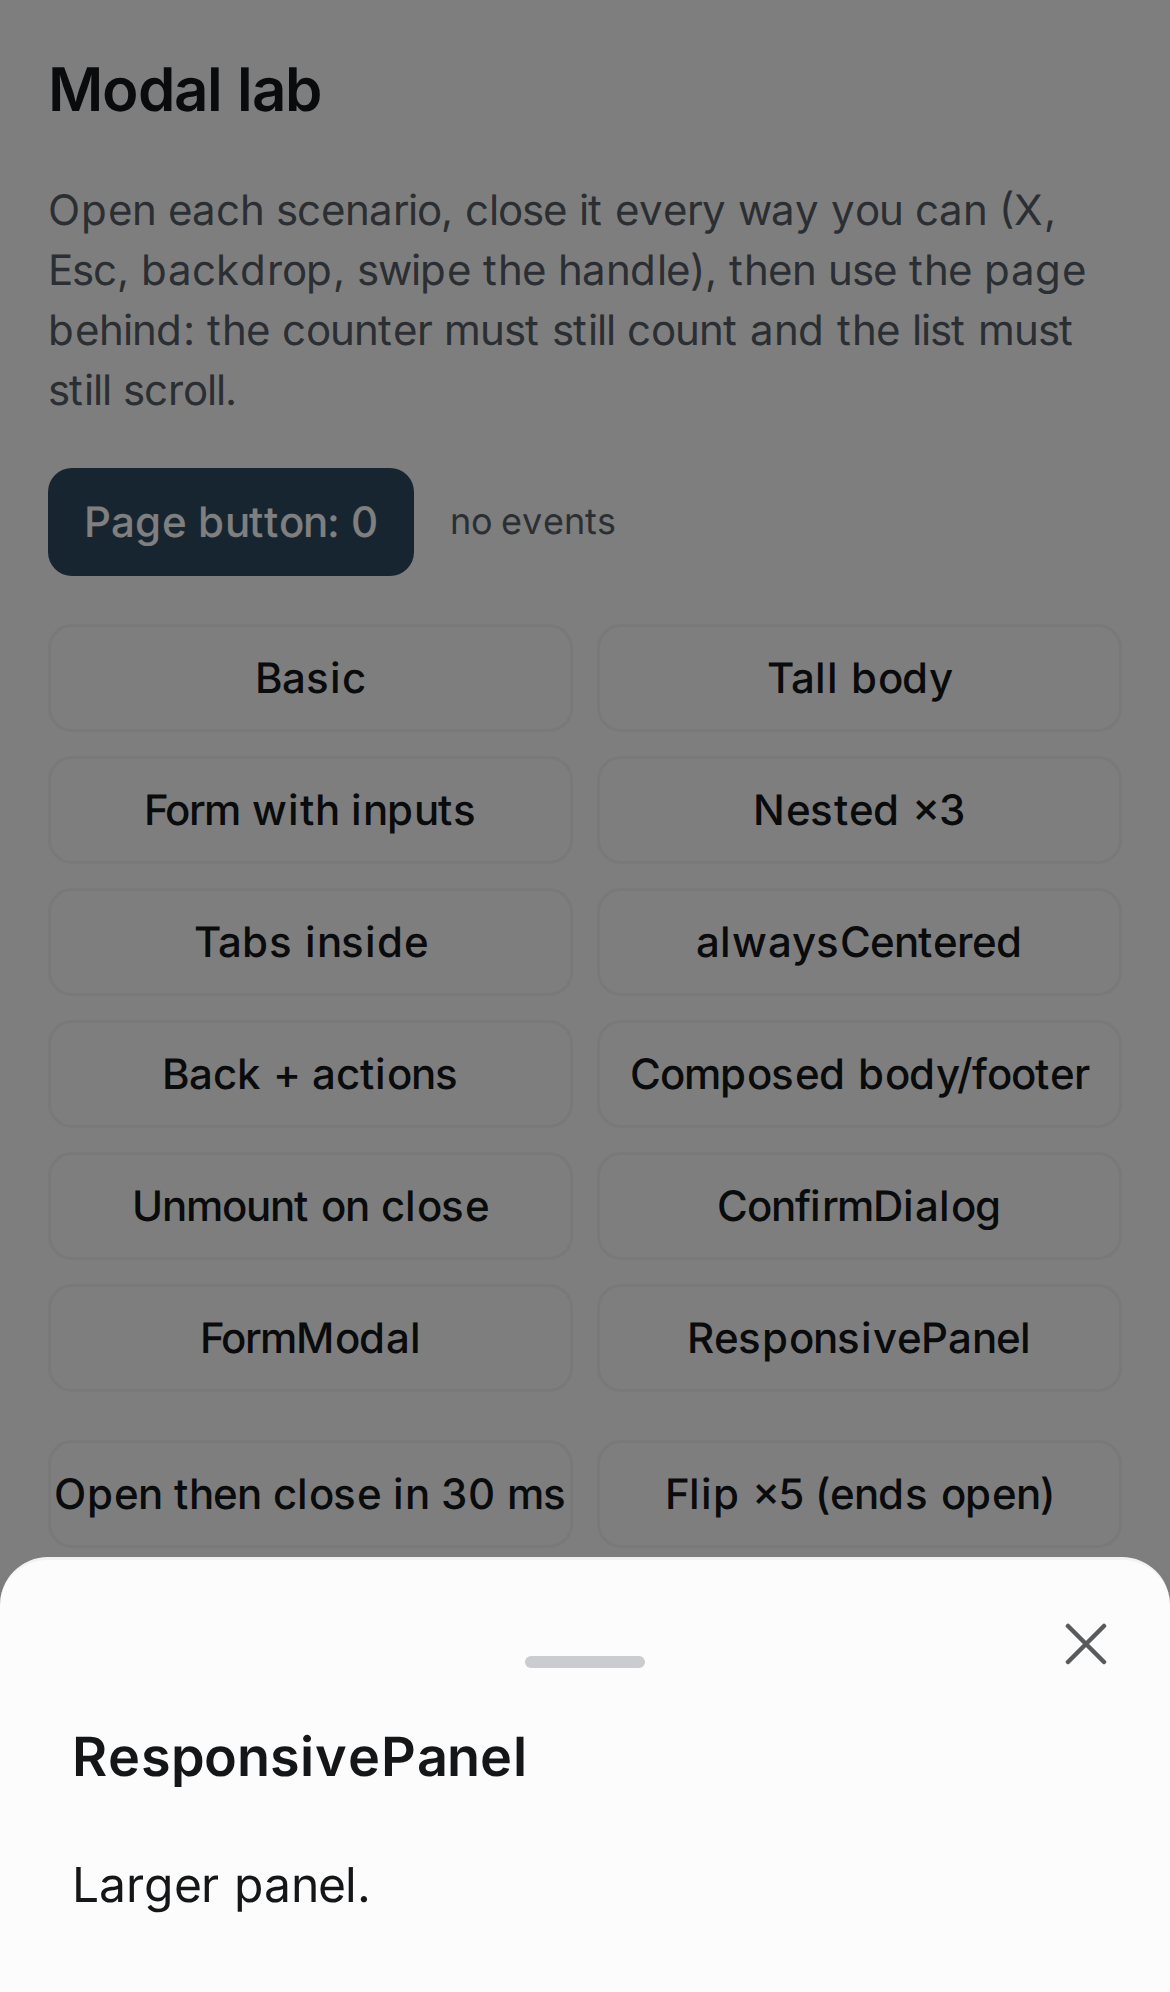 Modal lab
Open each scenario, close it every way you can (X,
Esc, backdrop, swipe the handle), then use the page
behind: the counter must still count and the list must
still scroll.
Page button: 0
no events
Basic
Tall body
Form with inputs
Nested ×3
Tabs inside
alwaysCentered
Back + actions
Composed body/footer
Unmount on close
ConfirmDialog
FormModal
ResponsivePanel
Open then close in 30 ms
Flip ×5 (ends open)
ResponsivePanel
Larger panel.